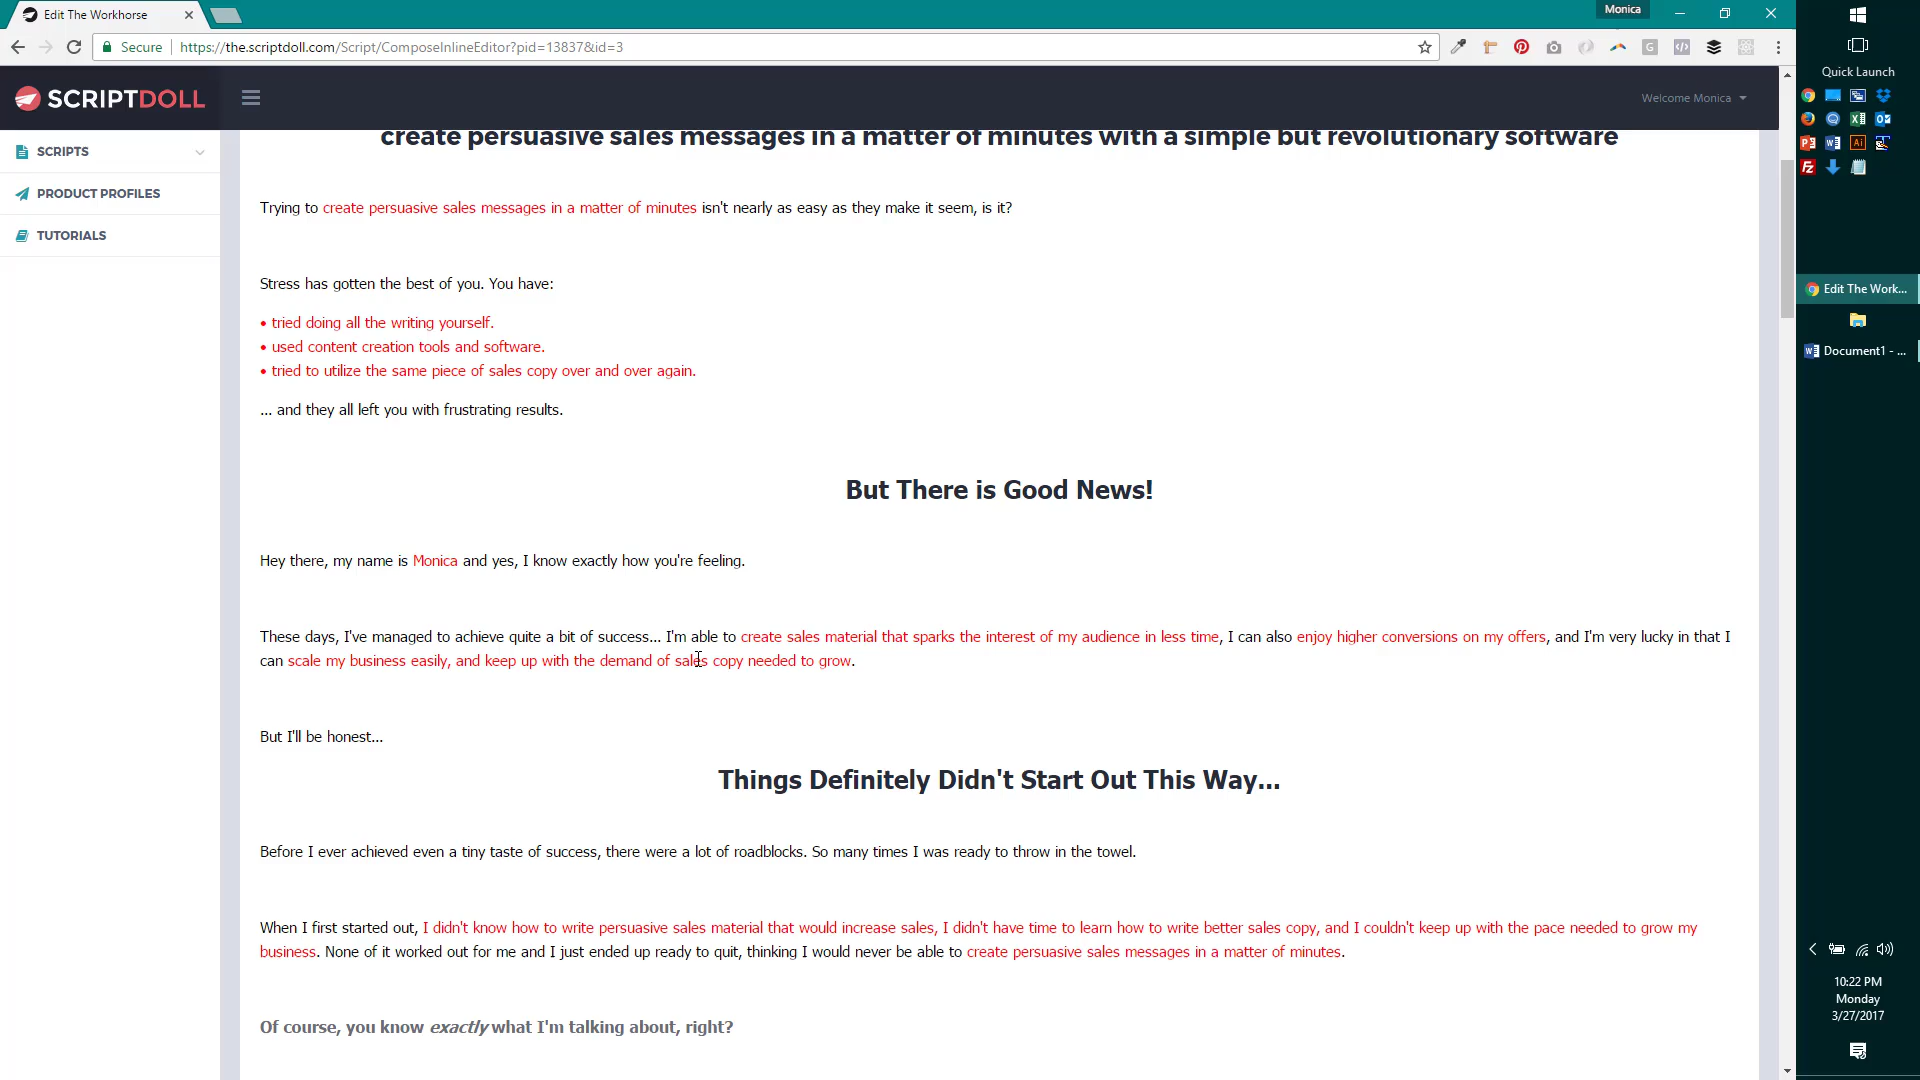 Edit The Workhorse
Monica
Secure
https://the.scriptdoll.com/Script/ComposeInlineEditor?pid=13837&id=3
SCRIPTDOLL
Welcome Monica
SCRIPTS
PRODUCT PROFILES
TUTORIALS
create persuasive sales messages in a matter of minutes with a simple but revolutionary software
Trying to create persuasive sales messages in a matter of minutes isn't nearly as easy as they make it seem, is it?
Stress has gotten the best of you. You have:
• tried doing all the writing yourself.
• used content creation tools and software.
• tried to utilize the same piece of sales copy over and over again.
... and they all left you with frustrating results.
But There is Good News!
Hey there, my name is Monica and yes, I know exactly how you're feeling.
These days, I've managed to achieve quite a bit of success... I'm able to create sales material that sparks the interest of my audience in less time, I can also enjoy higher conversions on my offers, and I'm very lucky in that I
can scale my business easily, and keep up with the demand of sales copy needed to grow.
But I'll be honest...
Things Definitely Didn't Start Out This Way...
Before I ever achieved even a tiny taste of success, there were a lot of roadblocks. So many times I was ready to throw in the towel.
When I first started out, I didn't know how to write persuasive sales material that would increase sales, I didn't have time to learn how to write better sales copy, and I couldn't keep up with the pace needed to grow my
business. None of it worked out for me and I just ended up ready to quit, thinking I would never be able to create persuasive sales messages in a matter of minutes.
Of course, you know exactly what I'm talking about, right?
Quick Launch
Edit The Work...
Document1 - ...
10:22 PM
Monday
3/27/2017